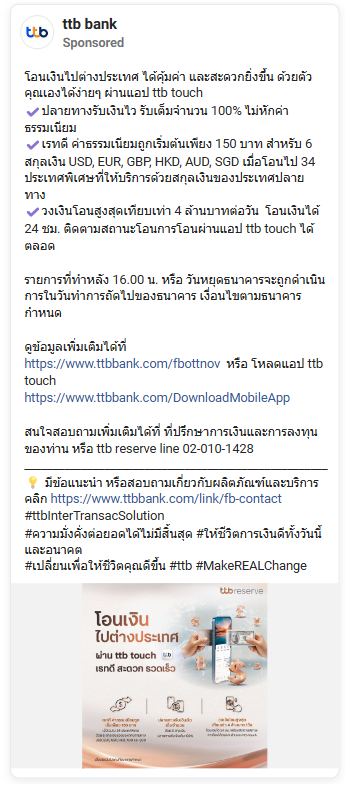 ttb bank
Sponsored
ttb
โอนเงินไปต่างประเทศ ได้คุ้มค่า และสะดวกยิ่งขึ้น ด้วยตัว
คุณเองได้ง่ายๆ ผ่านแอป ttb touch
✔️ปลายทางรับเงินไว รับเต็มจำนวน 100% ไม่หักค่า
ธรรมเนียม
✔️เรทดี ค่าธรรมเนียมถูกเริ่มต้นเพียง 150 บาท สำหรับ 6
สกุลเงิน USD, EUR, GBP, HKD, AUD, SGD เมื่อโอนไป 34
ประเทศพิเศษที่ให้บริการด้วยสกุลเงินของประเทศปลาย
ทาง
✔️วงเงินโอนสูงสุดเทียบเท่า 4 ล้านบาทต่อวัน โอนเงินได้
24 ชม. ติดตามสถานะโอนการโอนผ่านแอป ttb touch ได้
ตลอด
รายการที่ทำหลัง 16.00 น. หรือ วันหยุดธนาคารจะถูกดำเนิน
การในวันทำการถัดไปของธนาคาร เงื่อนไขตามธนาคาร
กำหนด
ดูข้อมูลเพิ่มเติมได้ที่
https://www.ttbbank.com/fbottnov หรือ โหลดแอป ttb
touch
https://www.ttbbank.com/DownloadMobileApp
สนใจสอบถามเพิ่มเติมได้ที่ ที่ปรึกษาการเงินและการลงทุน
ของท่าน หรือ ttb reserve line 02-010-1428
💡 มีข้อแนะนำ หรือสอบถามเกี่ยวกับผลิตภัณฑ์และบริการ
คลิก https://www.ttbbank.com/link/fb-contact
#ttbInterTransacSolution
#ความมั่งคั่งต่อยอดได้ไม่มีสิ้นสุด #ให้ชีวิตการเงินดีทั้งวันนี้
และอนาคต
#เปลี่ยนเพื่อให้ชีวิตคุณดีขึ้น #ttb #MakeREALChange
ttb reserve
โอนเงิน
ไปต่างประเทศ
ผ่าน ttb touch
เรทดี สะดวก รวดเร็ว